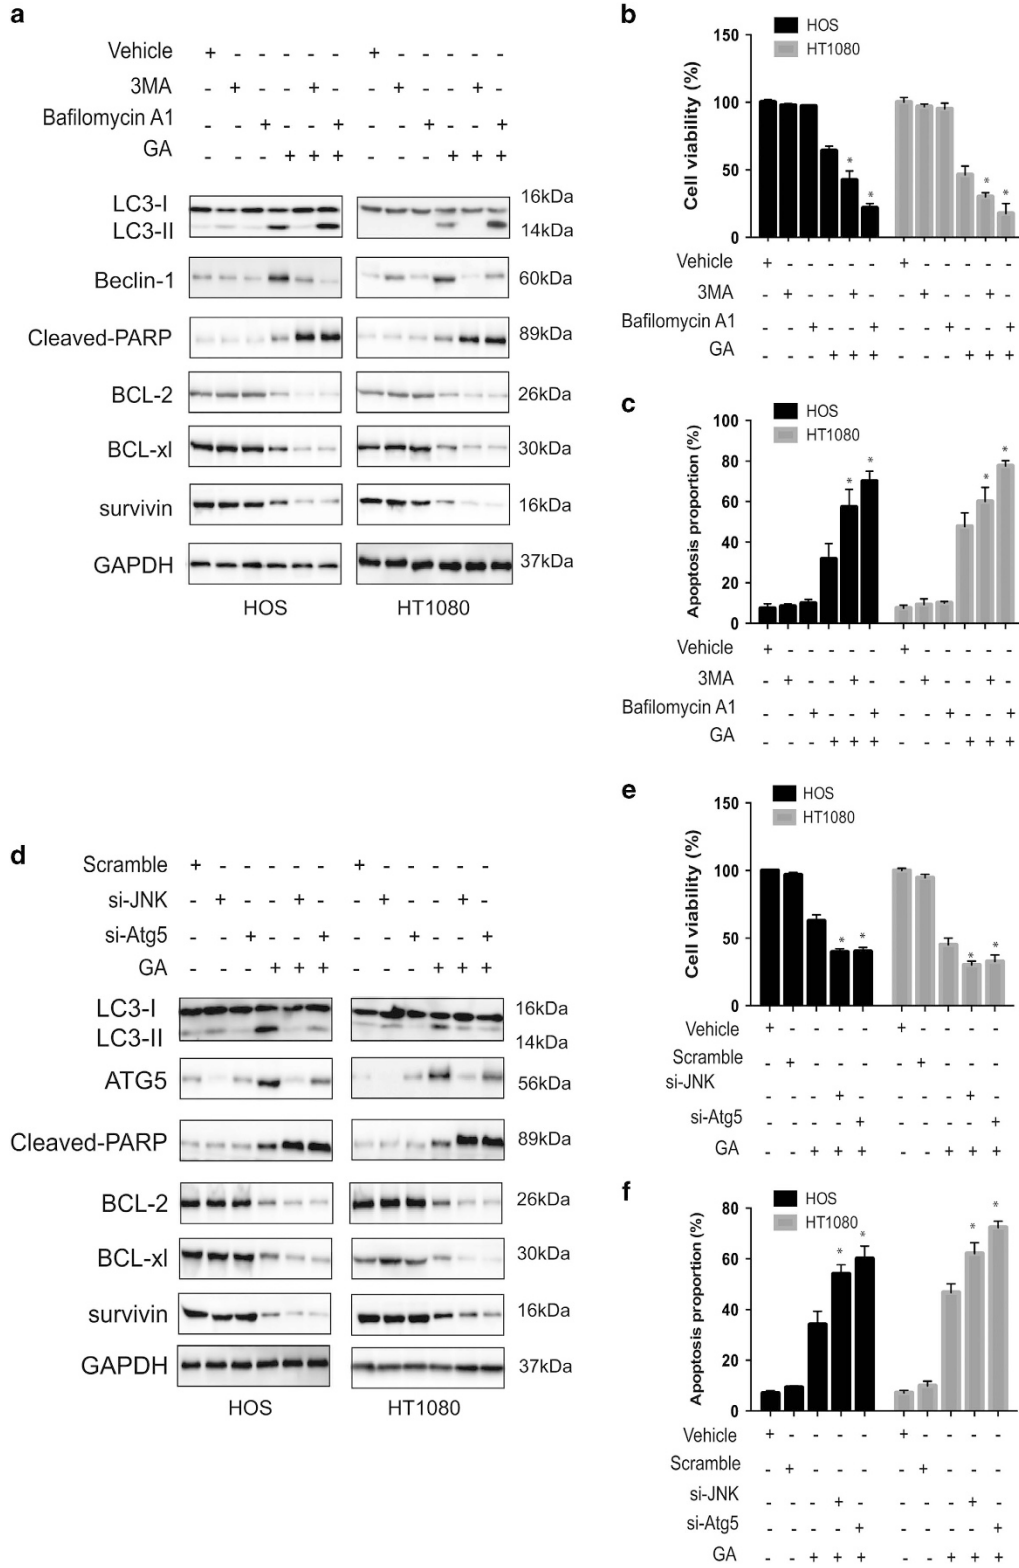 a
Vehicle + - - - - - + - - - - -
3MA - + - - + - - + - - + -
Bafilomycin A1 - - + - - + - - + - - +
GA - - - + + + - - - + + +
LC3-I 16kDa
LC3-II 14kDa
Beclin-1 60kDa
Cleaved-PARP 89kDa
BCL-2 26kDa
BCL-xl 30kDa
survivin 16kDa
GAPDH 37kDa
HOS HT1080
b
HOS
HT1080
Cell viability (%)
150
100
50
0
* * * *
Vehicle + - - - - - + - - - - -
3MA - + - - + - - + - - + -
Bafilomycin A1 - - + - - + - - + - - +
GA - - - + + + - - - + + +
c
HOS
HT1080
Apoptosis proportion (%)
100
80
60
40
20
0
* * * *
Vehicle + - - - - - + - - - - -
3MA - + - - + - - + - - + -
Bafilomycin A1 - - + - - + - - + - - +
GA - - - + + + - - - + + +
d
Scramble + - - - - - + - - - - -
si-JNK - + - - + - - + - - + -
si-Atg5 - - + - - + - - + - - +
GA - - - + + + - - - + + +
LC3-I 16kDa
LC3-II 14kDa
ATG5 56kDa
Cleaved-PARP 89kDa
BCL-2 26kDa
BCL-xl 30kDa
survivin 16kDa
GAPDH 37kDa
HOS HT1080
e
HOS
HT1080
Cell viability (%)
150
100
50
0
* * * *
Vehicle + - - - - + - - - -
Scramble - + - - - - + - - -
si-JNK - - - + - - - - + -
si-Atg5 - - - - + - - - - +
GA - - + + + - - + + +
f
HOS
HT1080
Apoptosis proportion (%)
80
60
40
20
0
* * * *
Vehicle + - - - - + - - - -
Scramble - + - - - - + - - -
si-JNK - - - + - - - - + -
si-Atg5 - - - - + - - - - +
GA - - + + + - - + + +